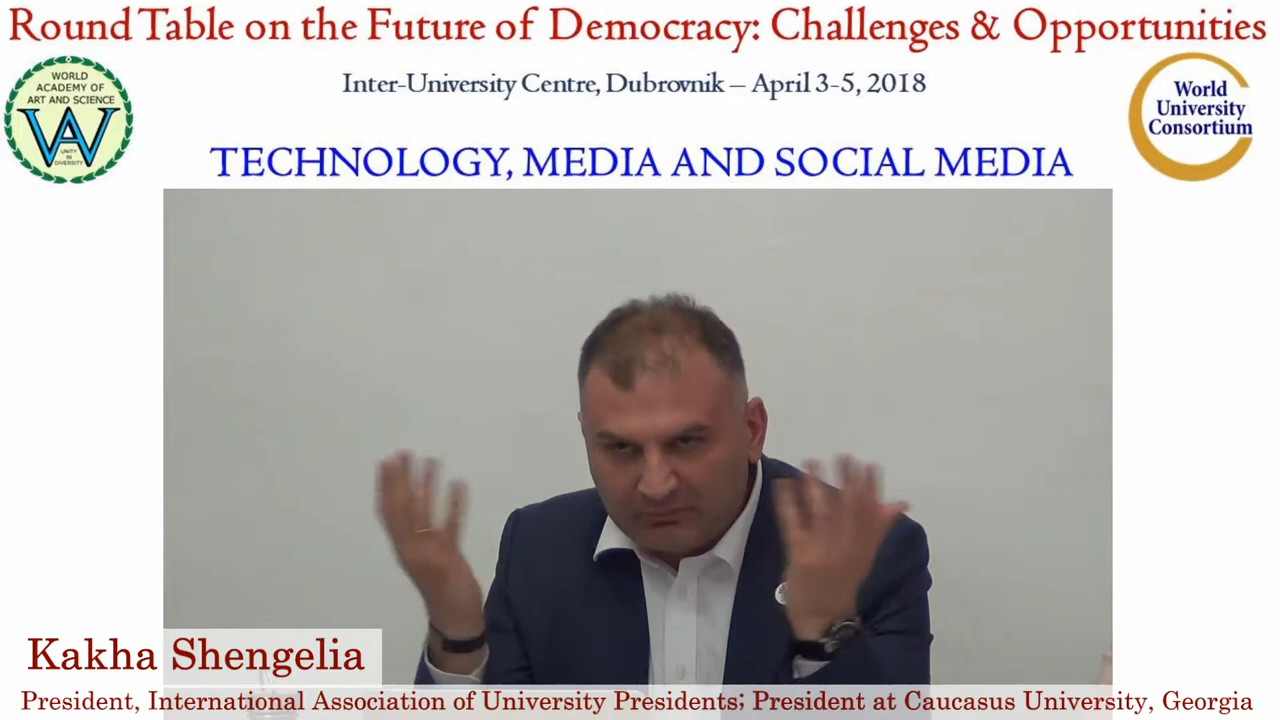 Round Table on the Future of Democracy: Challenges & Opportunities
Inter-University Centre, Dubrovnik – April 3-5, 2018
WORLD
ACADEMY OF
ART AND SCIENCE
UNITY
IN
DIVERSITY
World
University
Consortium
TECHNOLOGY, MEDIA AND SOCIAL MEDIA
Kakha Shengelia
President, International Association of University Presidents; President at Caucasus University, Georgia